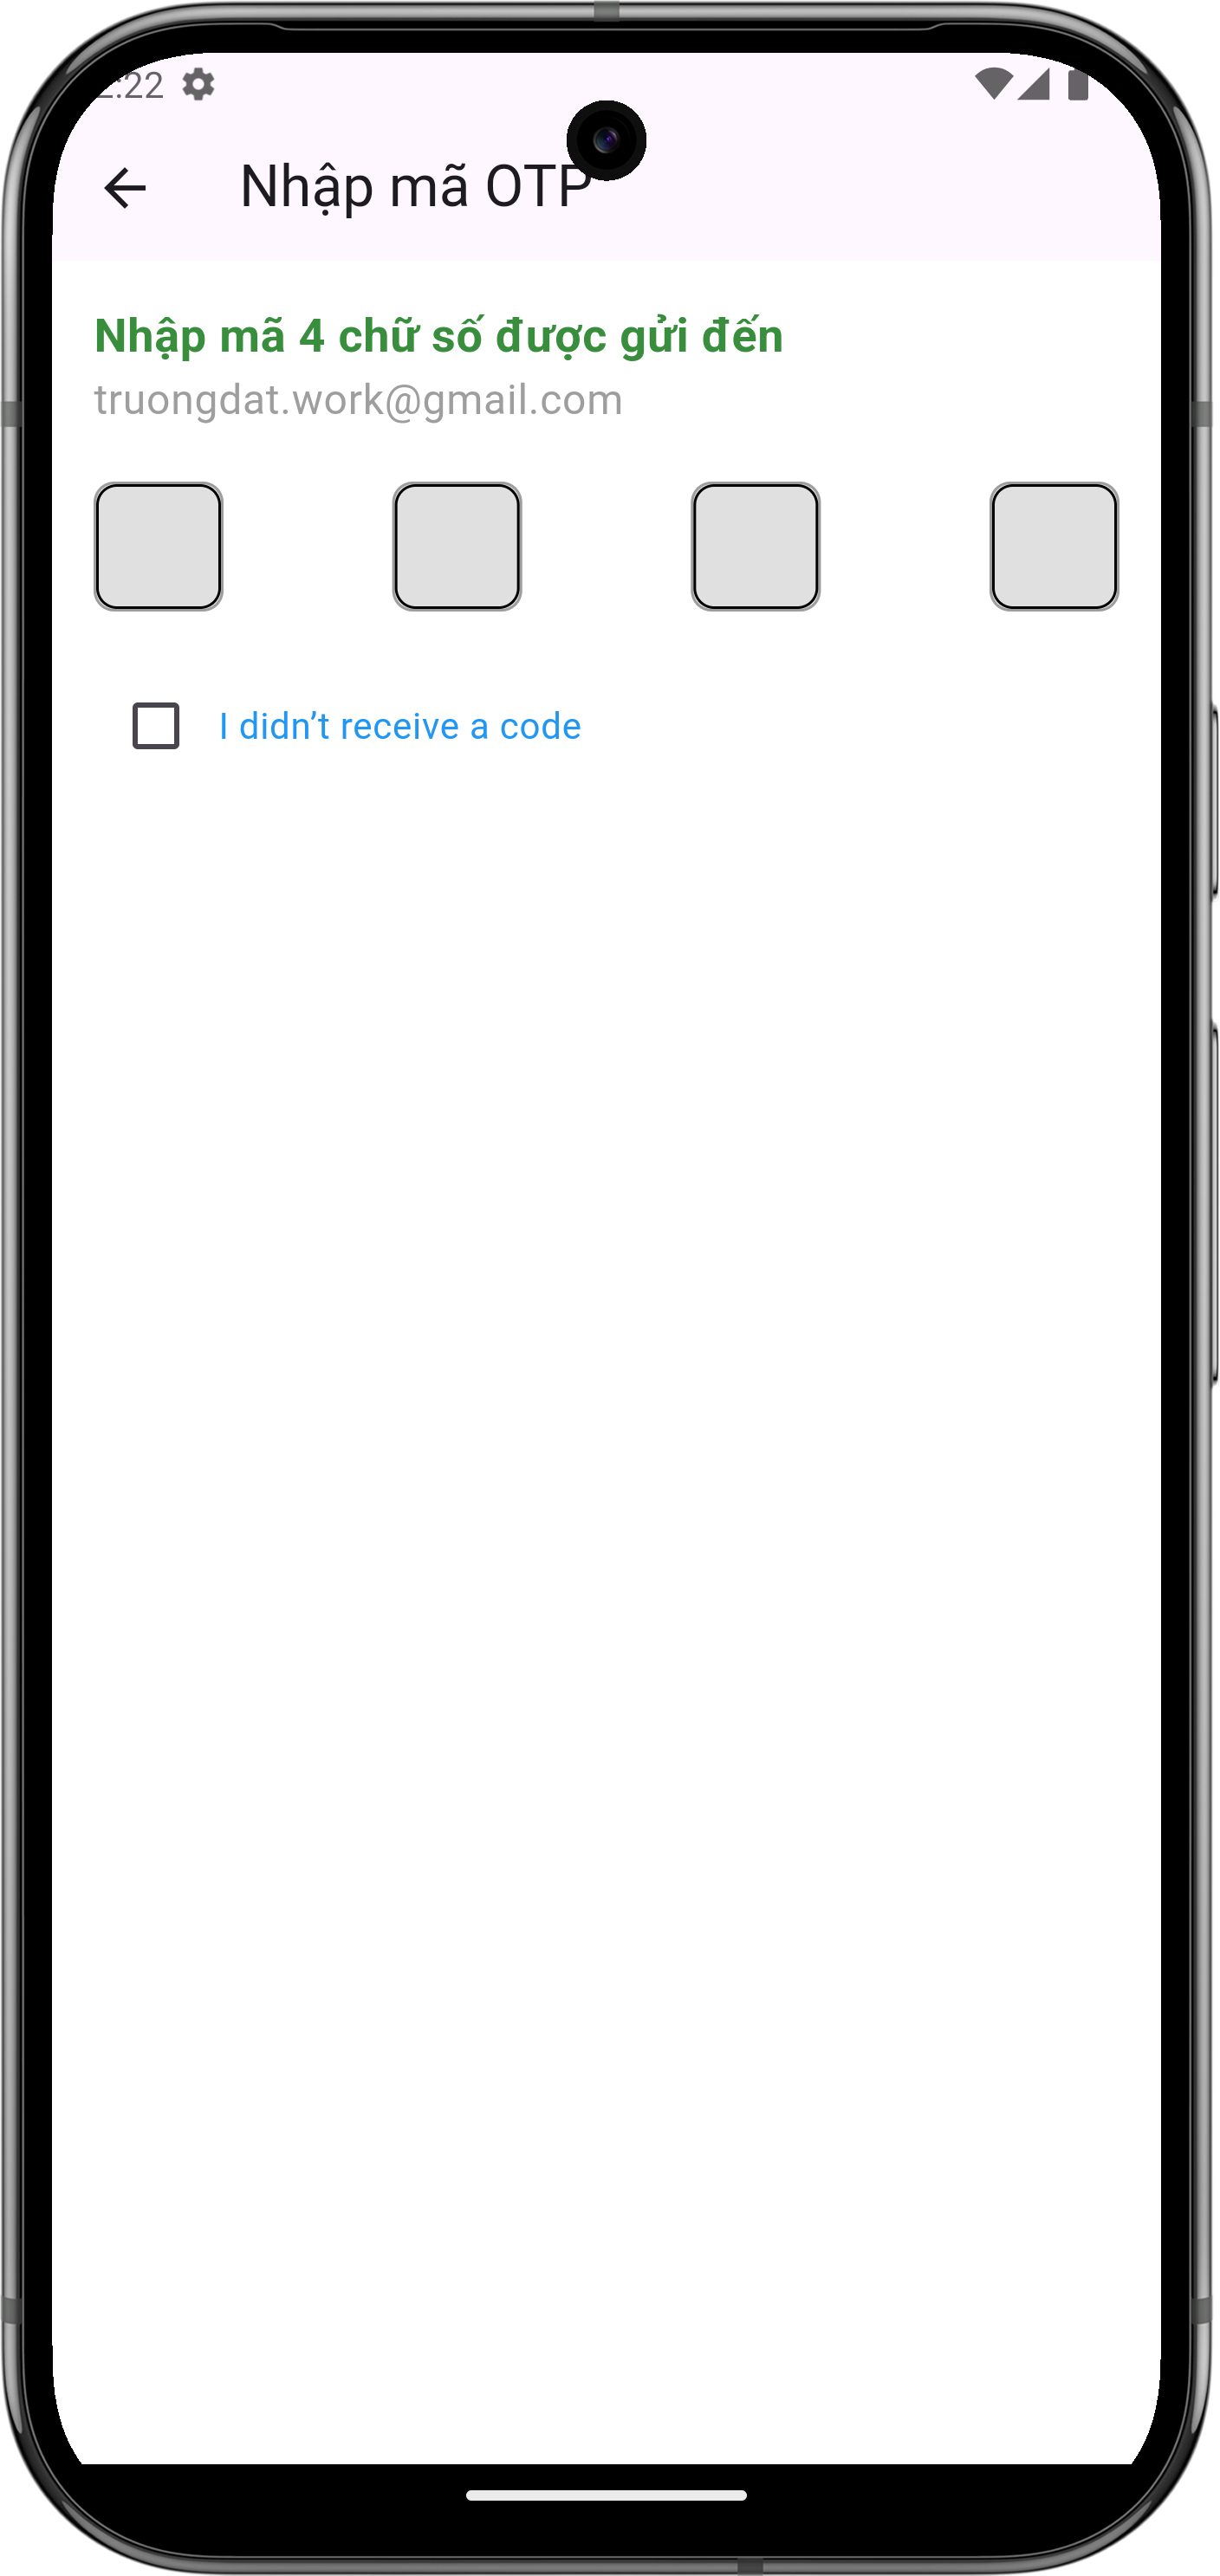 :22
Nhập mã OTP
Nhập mã 4 chữ số được gửi đến
truongdat.work@gmail.com
I didn’t receive a code